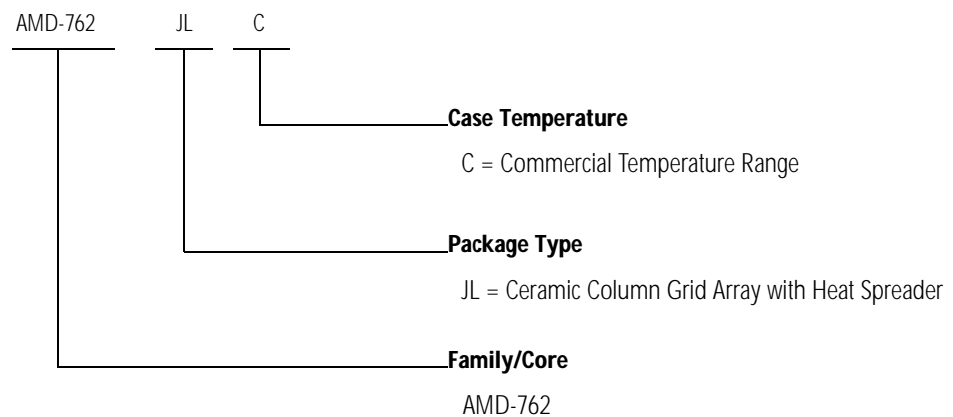 AMD-762 JL C
Case Temperature
C = Commercial Temperature Range
Package Type
JL = Ceramic Column Grid Array with Heat Spreader
Family/Core
AMD-762